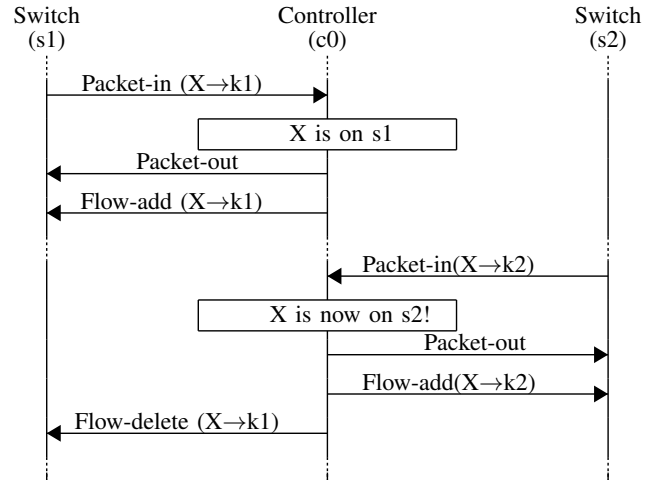 Switch
(s1)
Controller
(c0)
Switch
(s2)
Packet-in (X→k1)
X is on s1
Packet-out
Flow-add (X→k1)
Packet-in(X→k2)
X is now on s2!
Packet-out
Flow-add(X→k2)
Flow-delete (X→k1)